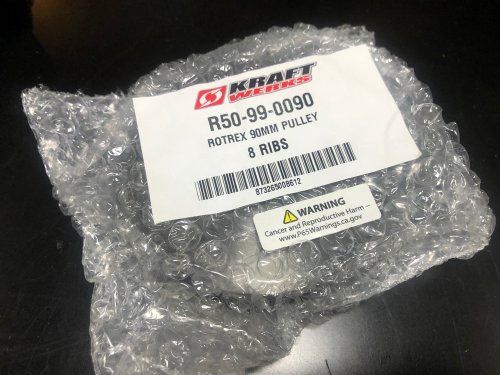 KRAFT
WERKS
R50-99-0090
ROTREX 90MM PULLEY
8 RIBS
873265008612
WARNING
Cancer and Reproductive Harm –
www.P65Warnings.ca.gov